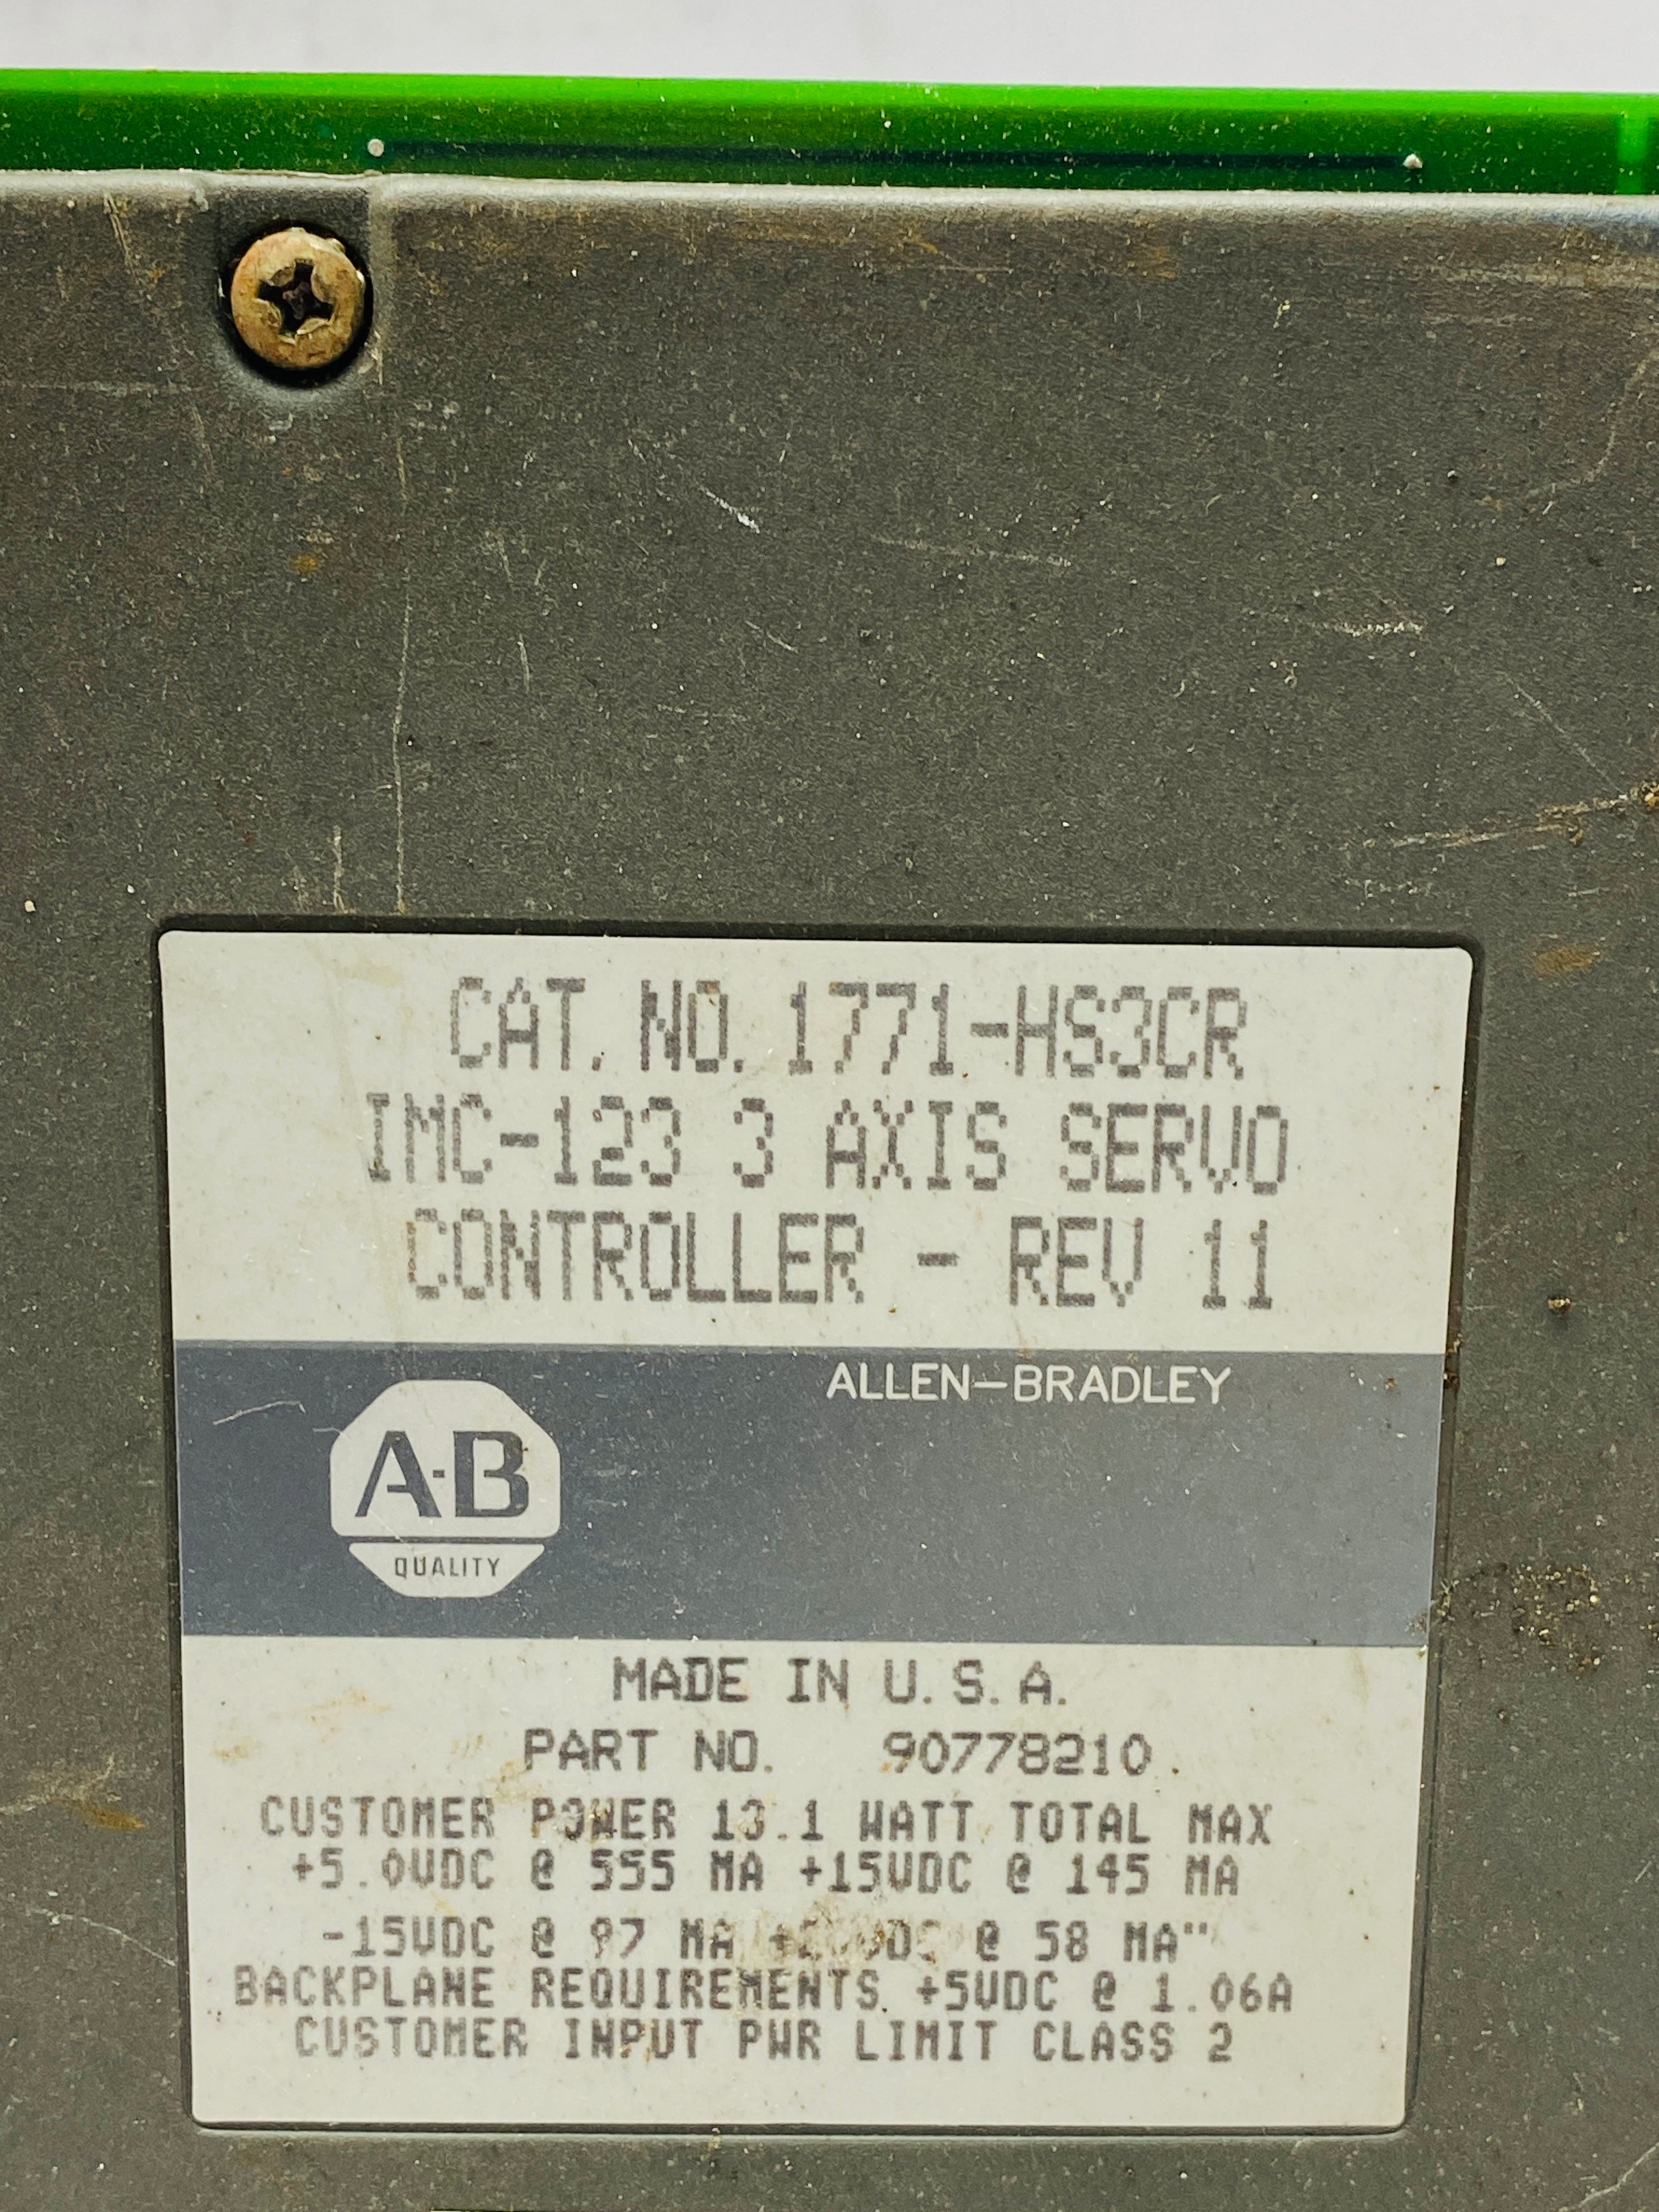 CAT. NO. 1771-HS3CR
IMC-123 3 AXIS SERVO
CONTROLLER - REV 11
ALLEN-BRADLEY
A-B
QUALITY
MADE IN U.S.A.
PART NO. 90778210.
CUSTOMER POWER 13.1 WATT TOTAL MAX
+5.0VDC @ 555 MA +15VDC @ 145 MA
-15VDC @ 97 MA @ 58 MA"
BACKPLANE REQUIREMENTS. +5VDC @ 1.06A
CUSTOMER INPUT PWR LIMIT CLASS 2